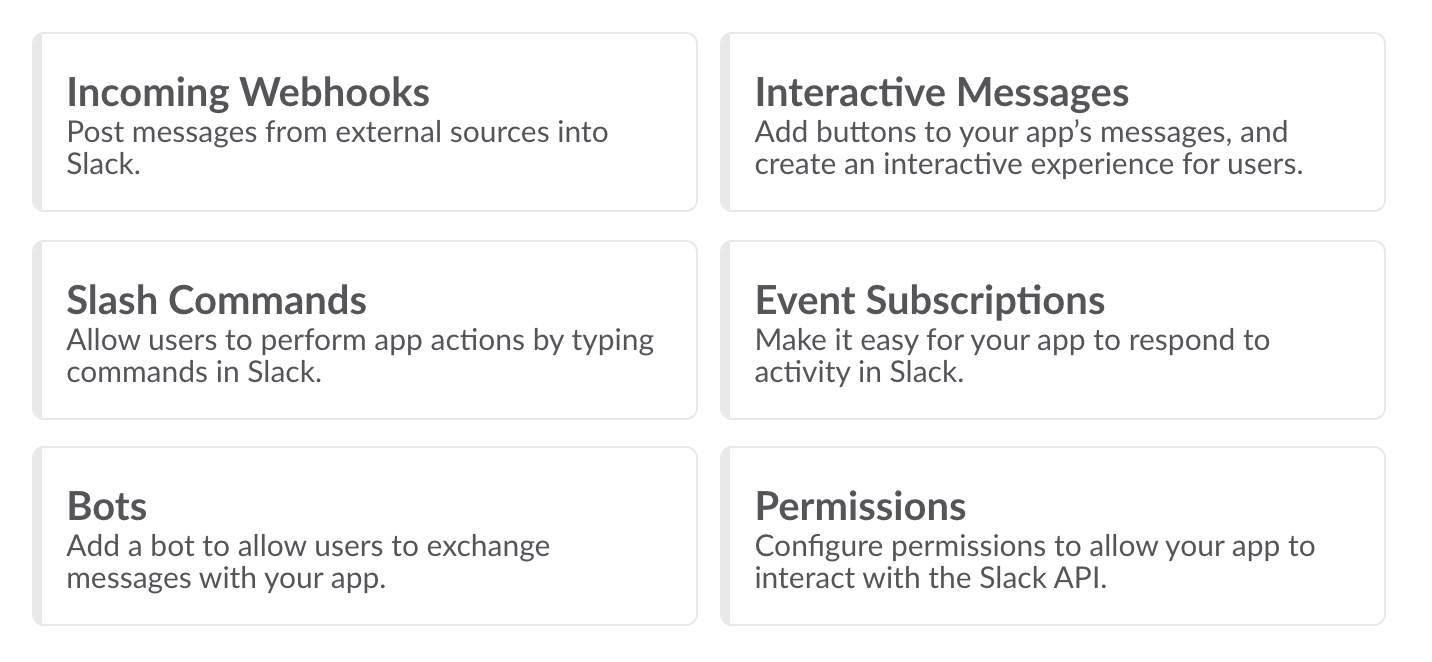 Incoming Webhooks
Post messages from external sources into
Slack.
Interactive Messages
Add buttons to your app’s messages, and
create an interactive experience for users.
Slash Commands
Allow users to perform app actions by typing
commands in Slack.
Event Subscriptions
Make it easy for your app to respond to
activity in Slack.
Bots
Add a bot to allow users to exchange
messages with your app.
Permissions
Configure permissions to allow your app to
interact with the Slack API.